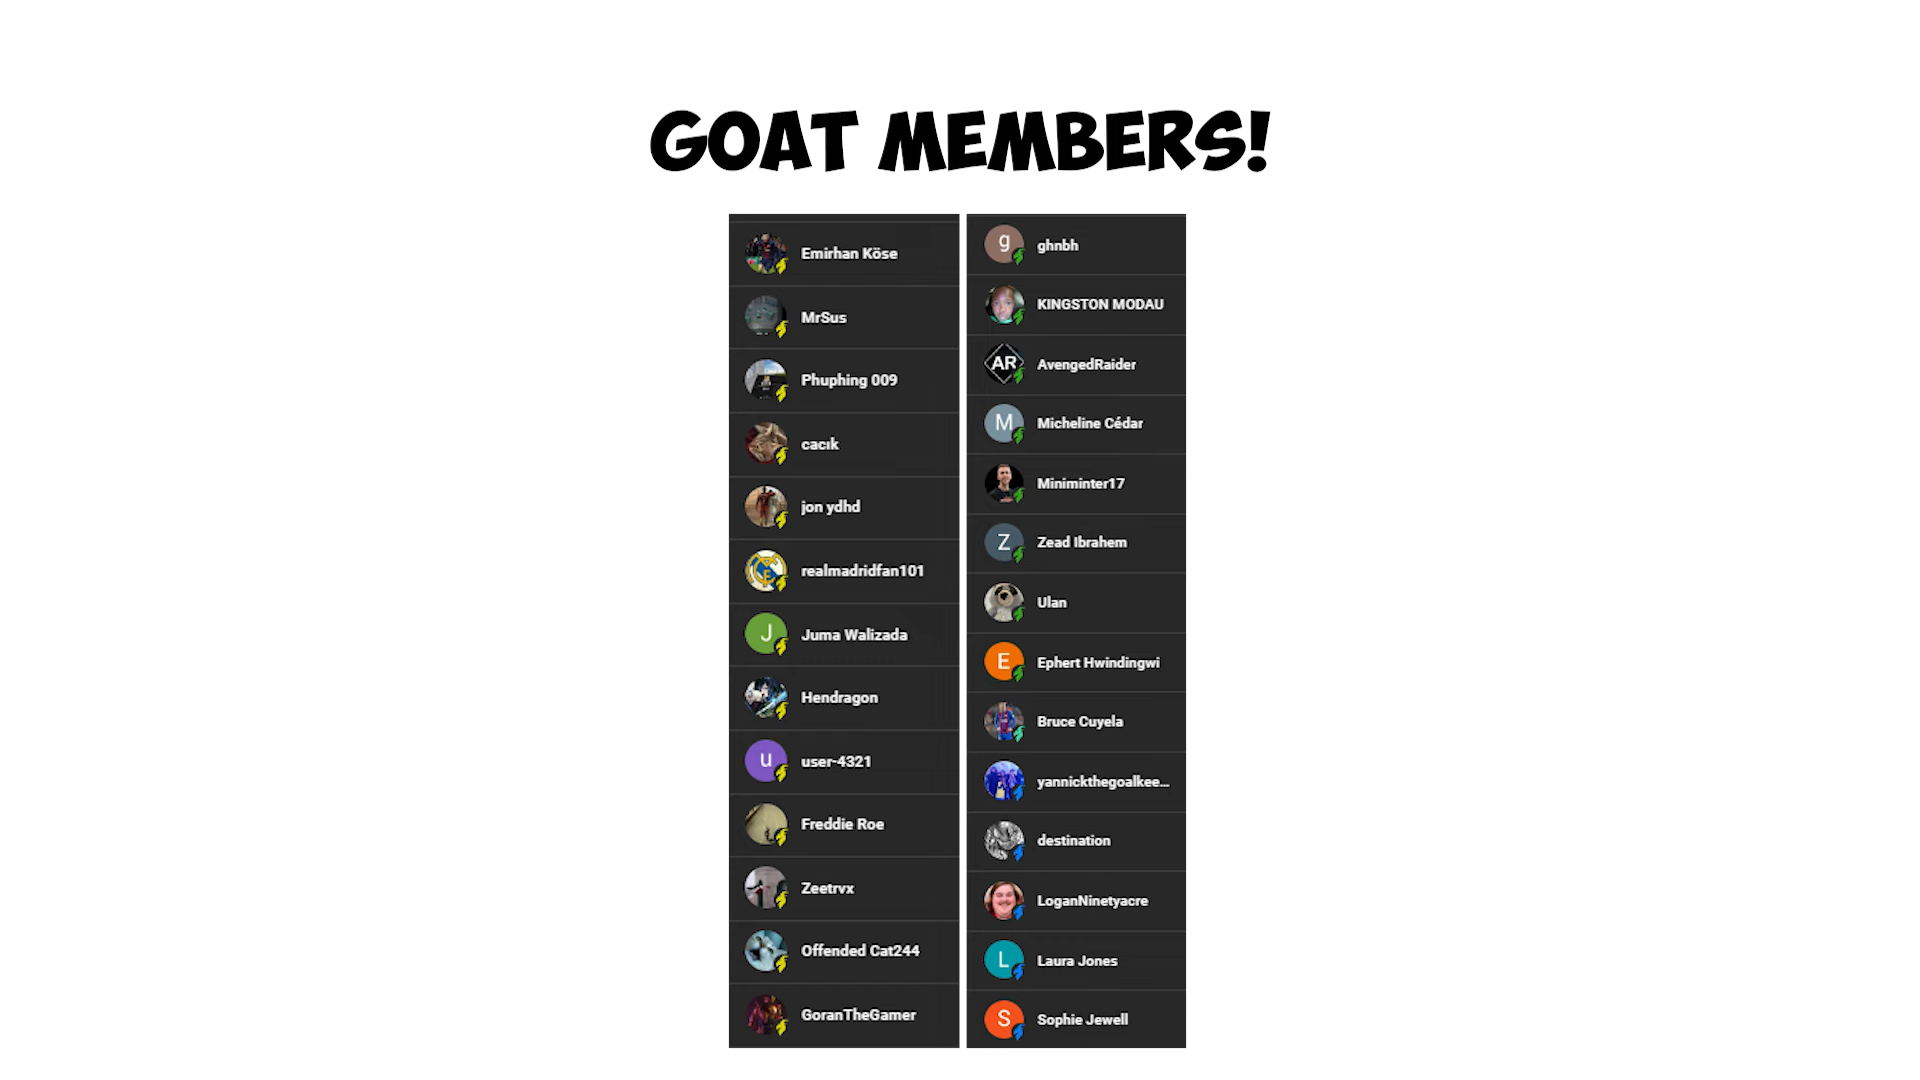 GOAT MEMBERS!
Emirhan Köse
MrSus
Phuphing 009
cacık
jon ydhd
realmadridfan101
J
Juma Walizada
Hendragon
u
user-4321
Freddie Roe
Zeetrvx
Offended Cat244
GoranTheGamer
g
ghnbh
KINGSTON MODAU
AR
AvengedRaider
M
Micheline Cédar
Miniminter17
Z
Zead Ibrahem
Ulan
E
Ephert Hwindingwi
Bruce Cuyela
yannickthegoalkee...
destination
LoganNinetyacre
L
Laura Jones
S
Sophie Jewell